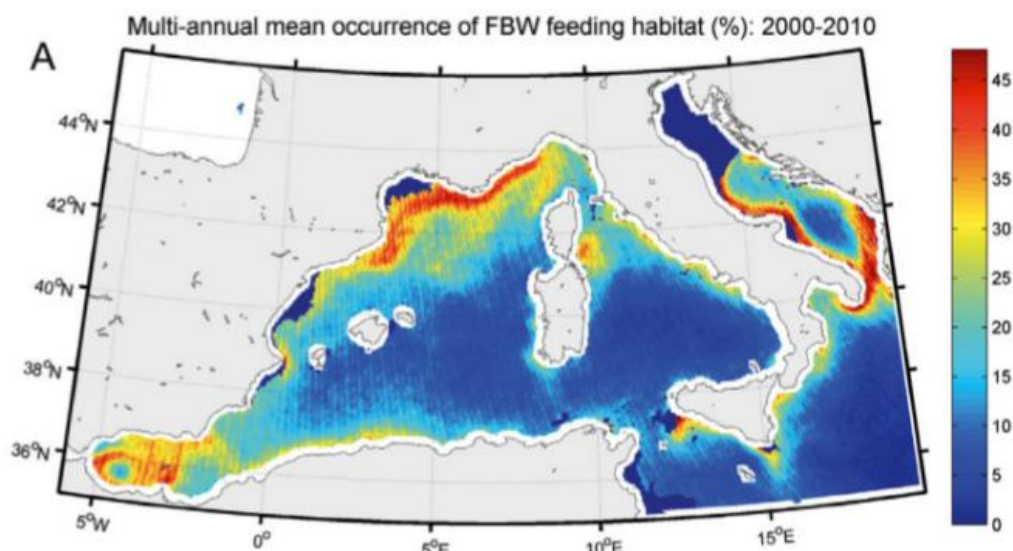 Multi-annual mean occurrence of FBW feeding habitat (%): 2000-2010
A
44°N
42°N
40°N
38°N
36°N
5°W
0°
5°E
10°E
15°E
45
40
35
30
25
20
15
10
5
0